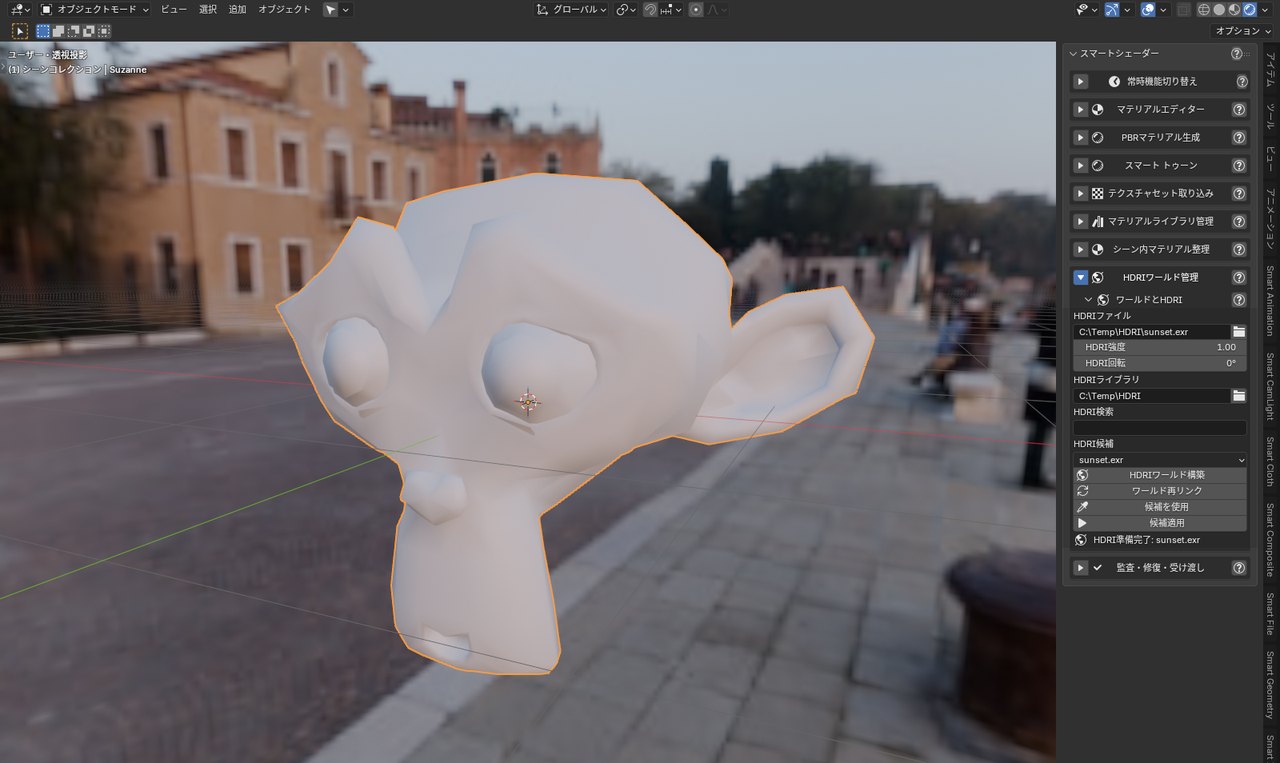 オブジェクトモード ビュー 選択 追加 オブジェクト グローバル
オプション
ユーザー・透視投影
(1) シーンコレクション | Suzanne
スマートシェーダー
常時機能切り替え
マテリアルエディター
PBRマテリアル生成
スマート トゥーン
テクスチャセット取り込み
マテリアルライブラリ管理
シーン内マテリアル整理
HDRIワールド管理
ワールドとHDRI
HDRIファイル
C:\Temp\HDRI\sunset.exr
HDRI強度 1.00
HDRI回転 0°
HDRIライブラリ
C:\Temp\HDRI
HDRI検索
HDRI候補
sunset.exr
HDRIワールド構築
ワールド再リンク
候補を使用
候補適用
HDRI準備完了: sunset.exr
監査・修復・受け渡し
アイテム
ツール
ビュー
アニメーション
Smart Animation
Smart CamLight
Smart Cloth
Smart Composite
Smart File
Smart Geometry
Smart